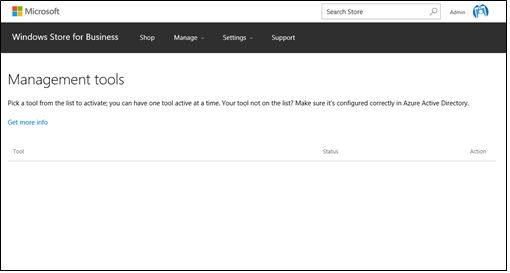 Microsoft
Search Store
Admin
Windows Store for Business Shop Manage Settings Support
Management tools
Pick a tool from the list to activate; you can have one tool active at a time. Your tool not on the list? Make sure it's configured correctly in Azure Active Directory.
Get more info
Tool Status Action